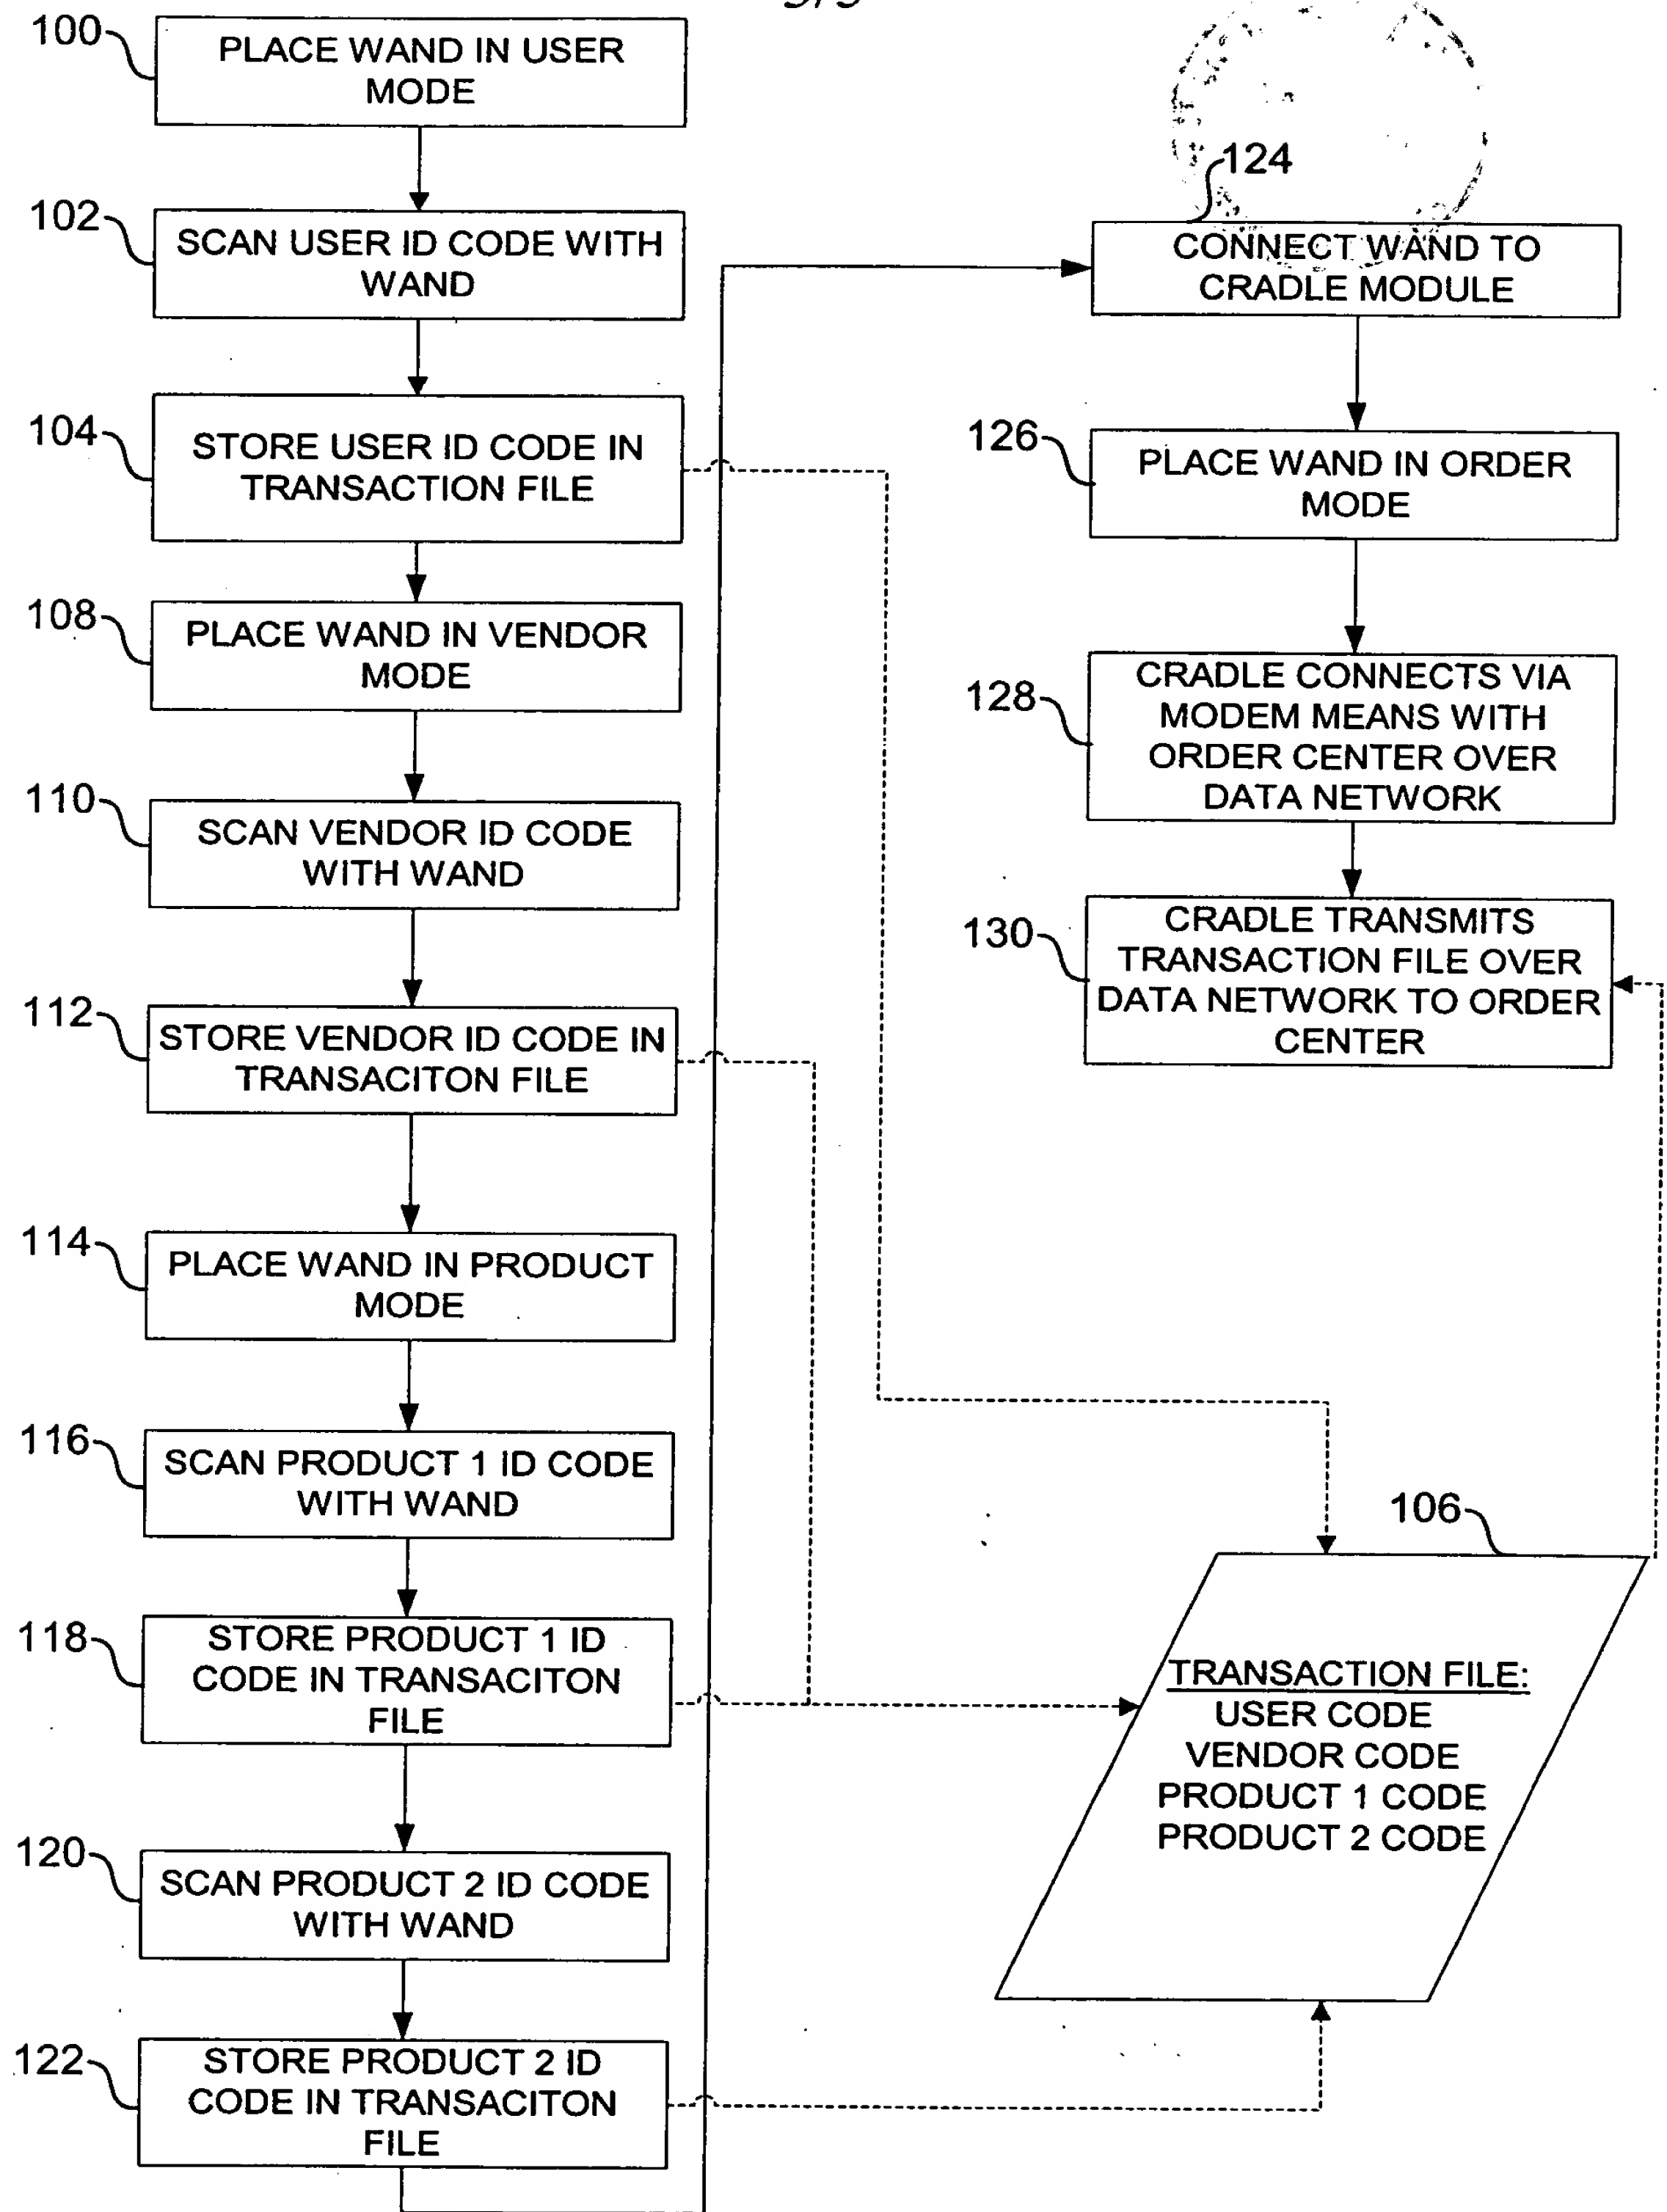 100
PLACE WAND IN USER
MODE
102
SCAN USER ID CODE WITH
WAND
104
STORE USER ID CODE IN
TRANSACTION FILE
108
PLACE WAND IN VENDOR
MODE
110
SCAN VENDOR ID CODE
WITH WAND
112
STORE VENDOR ID CODE IN
TRANSACITON FILE
114
PLACE WAND IN PRODUCT
MODE
116
SCAN PRODUCT 1 ID CODE
WITH WAND
118
STORE PRODUCT 1 ID
CODE IN TRANSACITON
FILE
120
SCAN PRODUCT 2 ID CODE
WITH WAND
122
STORE PRODUCT 2 ID
CODE IN TRANSACITON
FILE
124
CONNECT WAND TO
CRADLE MODULE
126
PLACE WAND IN ORDER
MODE
128
CRADLE CONNECTS VIA
MODEM MEANS WITH
ORDER CENTER OVER
DATA NETWORK
130
CRADLE TRANSMITS
TRANSACTION FILE OVER
DATA NETWORK TO ORDER
CENTER
106
TRANSACTION FILE:
USER CODE
VENDOR CODE
PRODUCT 1 CODE
PRODUCT 2 CODE